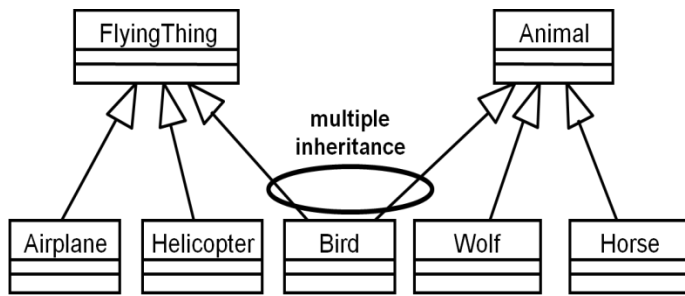 FlyingThing
Animal
multiple
inheritance
Airplane
Helicopter
Bird
Wolf
Horse